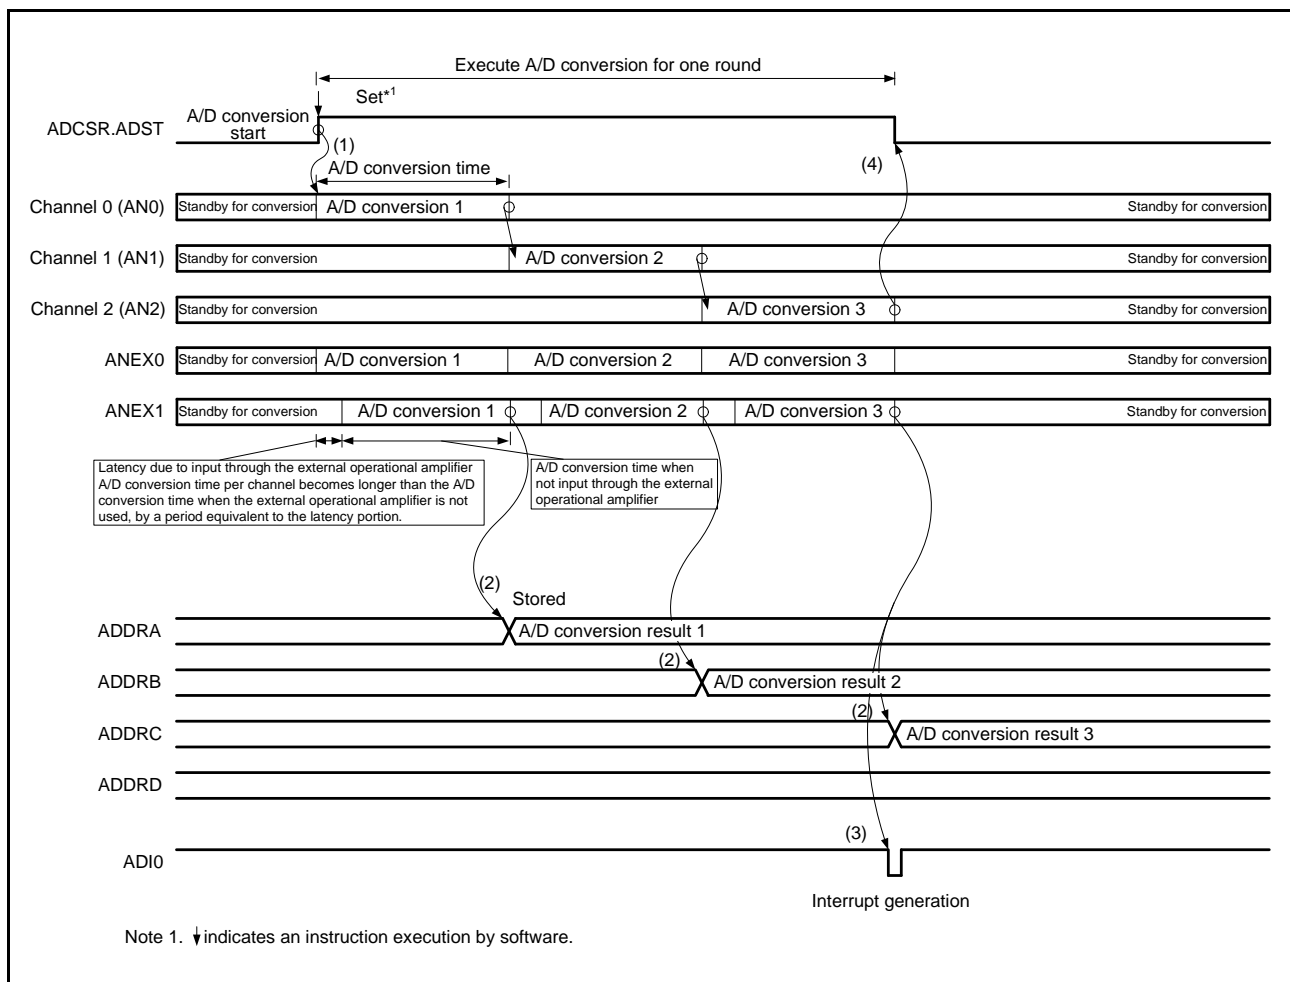 Execute A/D conversion for one round
Set*1
A/D conversion
start
ADCSR.ADST
(1)
(4)
A/D conversion time
Channel 0 (AN0)
Standby for conversion
A/D conversion 1
Standby for conversion
Channel 1 (AN1)
Standby for conversion
A/D conversion 2
Standby for conversion
Channel 2 (AN2)
Standby for conversion
A/D conversion 3
Standby for conversion
ANEX0
Standby for conversion
A/D conversion 1
A/D conversion 2
A/D conversion 3
Standby for conversion
ANEX1
Standby for conversion
A/D conversion 1
A/D conversion 2
A/D conversion 3
Standby for conversion
Latency due to input through the external operational amplifier
A/D conversion time per channel becomes longer than the A/D
conversion time when the external operational amplifier is not
used, by a period equivalent to the latency portion.
A/D conversion time when
not input through the external
operational amplifier
(2)
Stored
ADDRA
A/D conversion result 1
(2)
ADDRB
A/D conversion result 2
(2)
ADDRC
A/D conversion result 3
ADDRD
(3)
ADI0
Interrupt generation
Note 1. indicates an instruction execution by software.